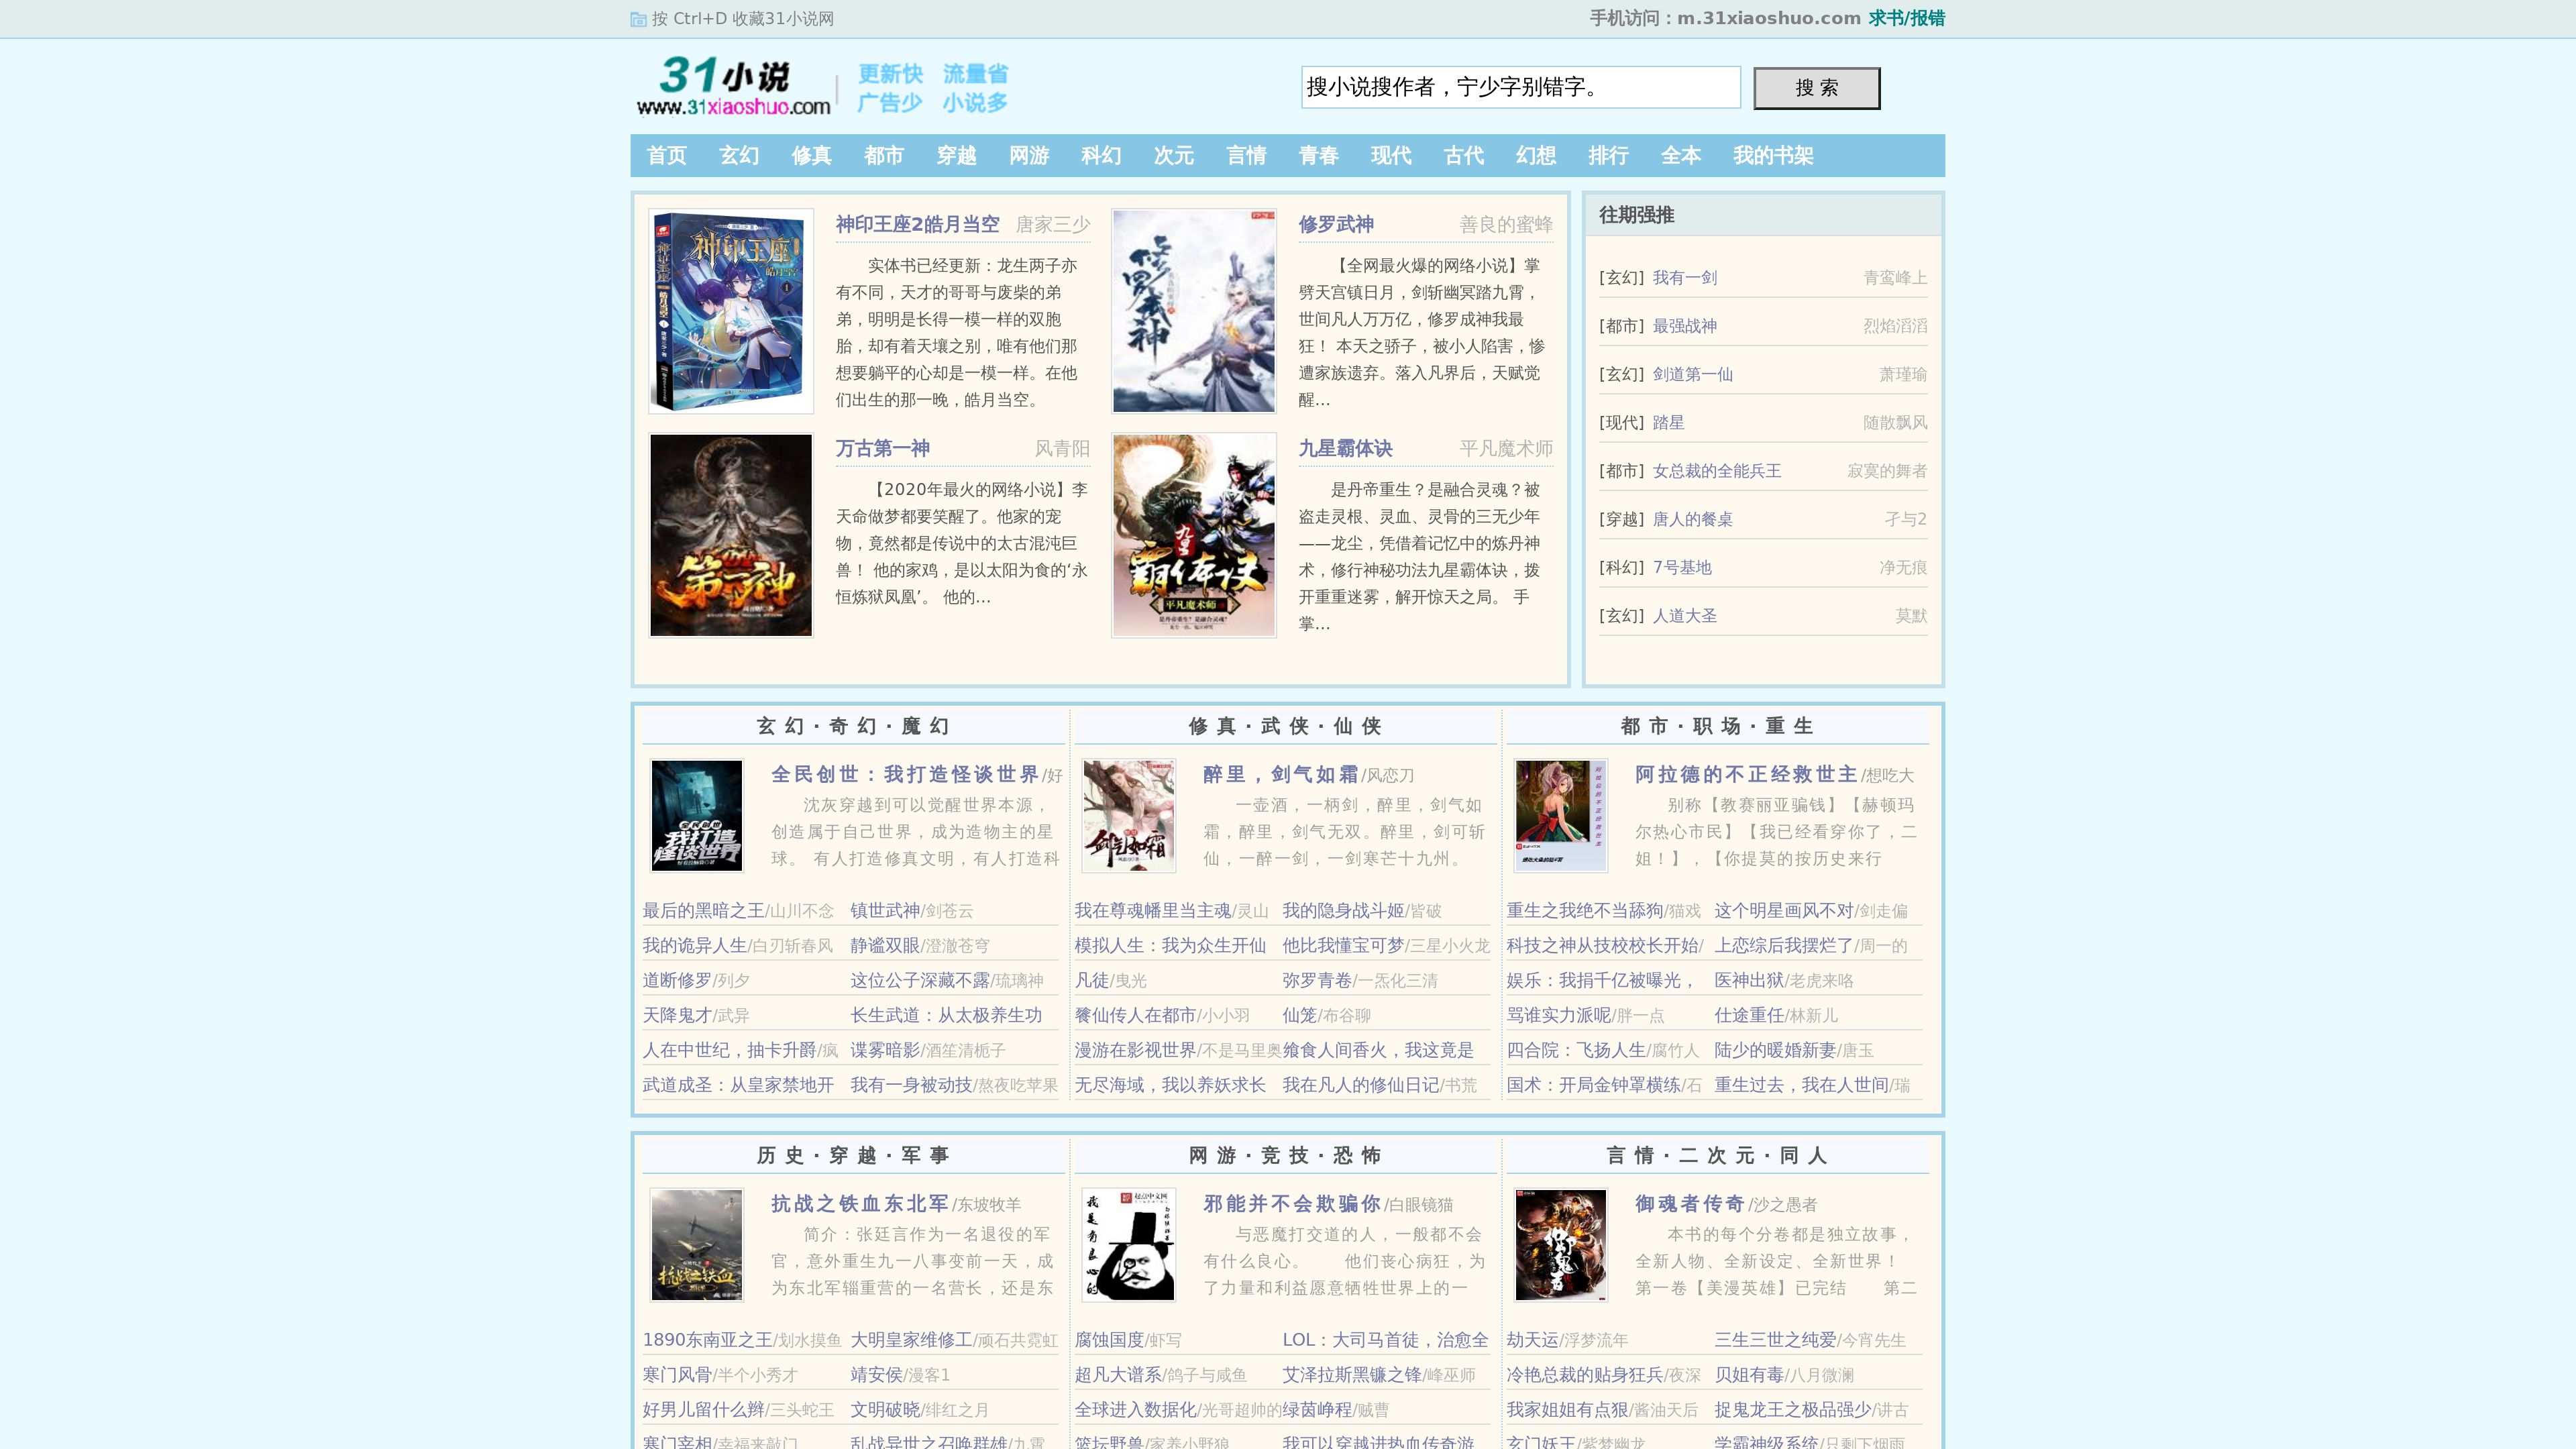 按 Ctrl+D 收藏31小说网
手机访问：m.31xiaoshuo.com 求书/报错
31小说
www.31xiaoshuo.com
更新快 流量省
广告少 小说多
搜小说搜作者，宁少字别错字。
搜 索
首页 玄幻 修真 都市 穿越 网游 科幻 次元 言情 青春 现代 古代 幻想 排行 全本 我的书架
神印王座2皓月当空 唐家三少
实体书已经更新：龙生两子亦
有不同，天才的哥哥与废柴的弟
弟，明明是长得一模一样的双胞
胎，却有着天壤之别，唯有他们那
想要躺平的心却是一模一样。在他
们出生的那一晚，皓月当空。
修罗武神 善良的蜜蜂
【全网最火爆的网络小说】掌
劈天宫镇日月，剑斩幽冥踏九霄，
世间凡人万万亿，修罗成神我最
狂！ 本天之骄子，被小人陷害，惨
遭家族遗弃。落入凡界后，天赋觉
醒...
万古第一神 风青阳
【2020年最火的网络小说】李
天命做梦都要笑醒了。他家的宠
物，竟然都是传说中的太古混沌巨
兽！ 他的家鸡，是以太阳为食的‘永
恒炼狱凤凰’。 他的...
九星霸体诀 平凡魔术师
是丹帝重生？是融合灵魂？被
盗走灵根、灵血、灵骨的三无少年
——龙尘，凭借着记忆中的炼丹神
术，修行神秘功法九星霸体诀，拨
开重重迷雾，解开惊天之局。 手
掌...
往期强推
[玄幻] 我有一剑 青鸾峰上
[都市] 最强战神 烈焰滔滔
[玄幻] 剑道第一仙 萧瑾瑜
[现代] 踏星 随散飘风
[都市] 女总裁的全能兵王 寂寞的舞者
[穿越] 唐人的餐桌 孑与2
[科幻] 7号基地 净无痕
[玄幻] 人道大圣 莫默
玄幻·奇幻·魔幻
全民创世：我打造怪谈世界/好
沈灰穿越到可以觉醒世界本源，
创造属于自己世界，成为造物主的星
球。 有人打造修真文明，有人打造科
最后的黑暗之王/山川不念 镇世武神/剑苍云
我的诡异人生/白刃斩春风 静谧双眼/澄澈苍穹
道断修罗/列夕 这位公子深藏不露/琉璃神
天降鬼才/武异 长生武道：从太极养生功
人在中世纪，抽卡升爵/疯 谍雾暗影/酒笙清栀子
武道成圣：从皇家禁地开 我有一身被动技/熬夜吃苹果
修真·武侠·仙侠
醉里，剑气如霜/风恋刀
一壶酒，一柄剑，醉里，剑气如
霜，醉里，剑气无双。醉里，剑可斩
仙，一醉一剑，一剑寒芒十九州。
我在尊魂幡里当主魂/灵山 我的隐身战斗姬/皆破
模拟人生：我为众生开仙 他比我懂宝可梦/三星小火龙
凡徒/曳光 弥罗青卷/一炁化三清
餐仙传人在都市/小小羽 仙笼/布谷聊
漫游在影视世界/不是马里奥 飨食人间香火，我这竟是
无尽海域，我以养妖求长 我在凡人的修仙日记/书荒
都市·职场·重生
阿拉德的不正经救世主/想吃大
别称【教赛丽亚骗钱】【赫顿玛
尔热心市民】【我已经看穿你了，二
姐！】，【你提莫的按历史来行
重生之我绝不当舔狗/猫戏 这个明星画风不对/剑走偏
科技之神从技校校长开始/ 上恋综后我摆烂了/周一的
娱乐：我捐千亿被曝光， 医神出狱/老虎来咯
骂谁实力派呢/胖一点 仕途重任/林新儿
四合院：飞扬人生/腐竹人 陆少的暖婚新妻/唐玉
国术：开局金钟罩横练/石 重生过去，我在人世间/瑞
历史·穿越·军事
抗战之铁血东北军/东坡牧羊
简介：张廷言作为一名退役的军
官，意外重生九一八事变前一天，成
为东北军辎重营的一名营长，还是东
1890东南亚之王/划水摸鱼 大明皇家维修工/顽石共霓虹
寒门风骨/半个小秀才 靖安侯/漫客1
好男儿留什么辫/三头蛇王 文明破晓/绯红之月
寒门宰相/幸福来敲门 乱战异世之召唤群雄/九霄
网游·竞技·恐怖
邪能并不会欺骗你/白眼镜猫
与恶魔打交道的人，一般都不会
有什么良心。 他们丧心病狂，为
了力量和利益愿意牺牲世界上的一
腐蚀国度/虾写 LOL：大司马首徒，治愈全
超凡大谱系/鸽子与咸鱼 艾泽拉斯黑镰之锋/峰巫师
全球进入数据化/光哥超帅的 绿茵峥程/贼曹
篮坛野兽/家养小野狼 我可以穿越进热血传奇游
言情·二次元·同人
御魂者传奇/沙之愚者
本书的每个分卷都是独立故事，
全新人物、全新设定、全新世界！
第一卷【美漫英雄】已完结 第二
劫天运/浮梦流年 三生三世之纯爱/今宵先生
冷艳总裁的贴身狂兵/夜深 贝姐有毒/八月微澜
我家姐姐有点狠/酱油天后 捉鬼龙王之极品强少/讲古
玄门妖王/紫梦幽龙 学霸神级系统/只剩下烟雨